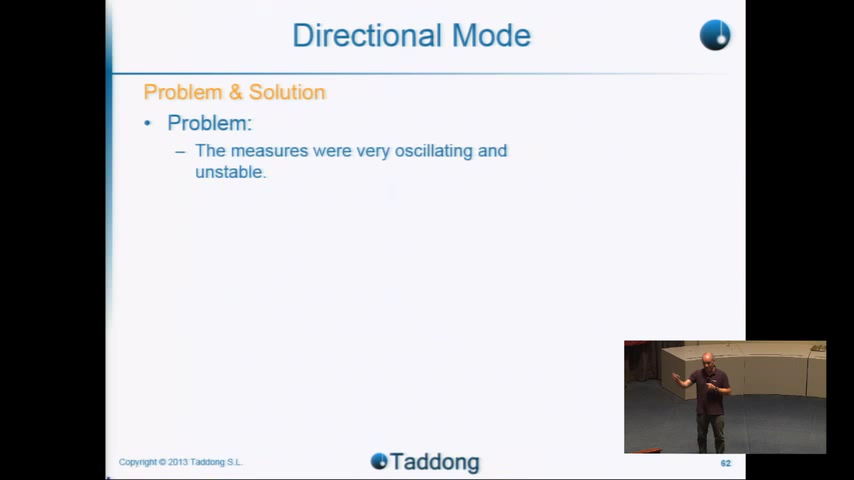 Directional Mode
Problem & Solution
• Problem:
– The measures were very oscillating and
unstable.
Copyright © 2013 Taddong S.L.
Taddong
62